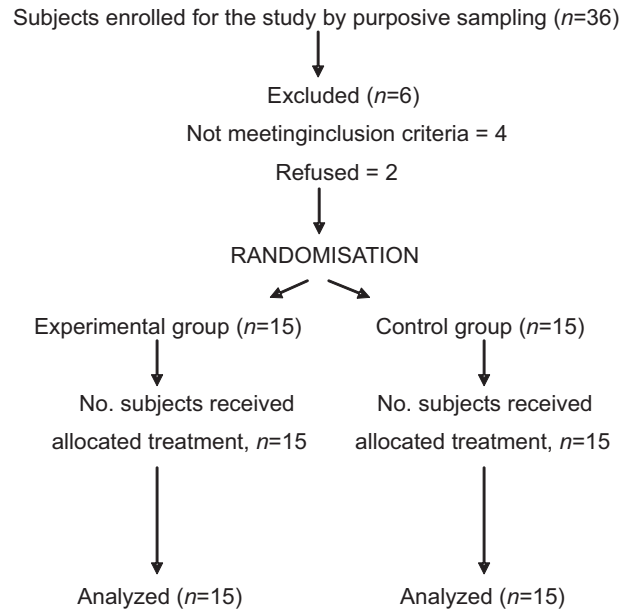 Subjects enrolled for the study by purposive sampling (n=36)
Excluded (n=6)
Not meetinginclusion criteria = 4
Refused = 2
RANDOMISATION
Experimental group (n=15)
Control group (n=15)
No. subjects received
allocated treatment, n=15
No. subjects received
allocated treatment, n=15
Analyzed (n=15)
Analyzed (n=15)